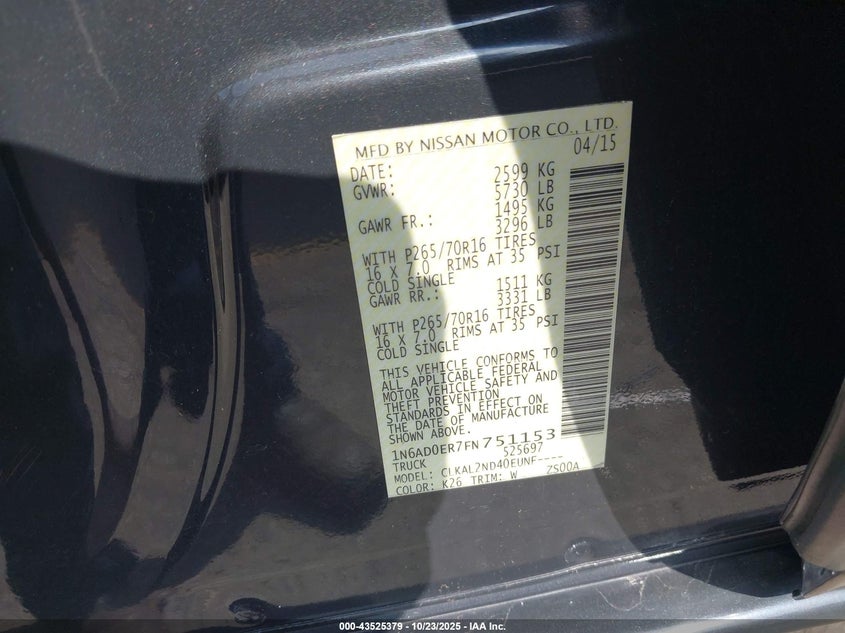 MFD BY NISSAN MOTOR CO., LTD.
DATE: 04/15
GVWR: 2599 KG
5730 LB
GAWR FR.: 1495 KG
3296 LB
WITH P265/70R16 TIRES
16 X 7.0 RIMS AT 35 PSI
COLD SINGLE
GAWR RR.: 1511 KG
3331 LB
WITH P265/70R16 TIRES
16 X 7.0 RIMS AT 35 PSI
COLD SINGLE
THIS VEHICLE CONFORMS TO
ALL APPLICABLE FEDERAL
MOTOR VEHICLE SAFETY AND
THEFT PREVENTION
STANDARDS IN EFFECT ON
THE DATE OF MANUFACTURE
SHOWN ABOVE.
1N6AD0ER7FN751153
TRUCK 525697
MODEL: CLKAL2ND40EUNF----
COLOR: K26 TRIM: W ZS00A
000-43525379 - 10/23/2025 - IAA Inc.